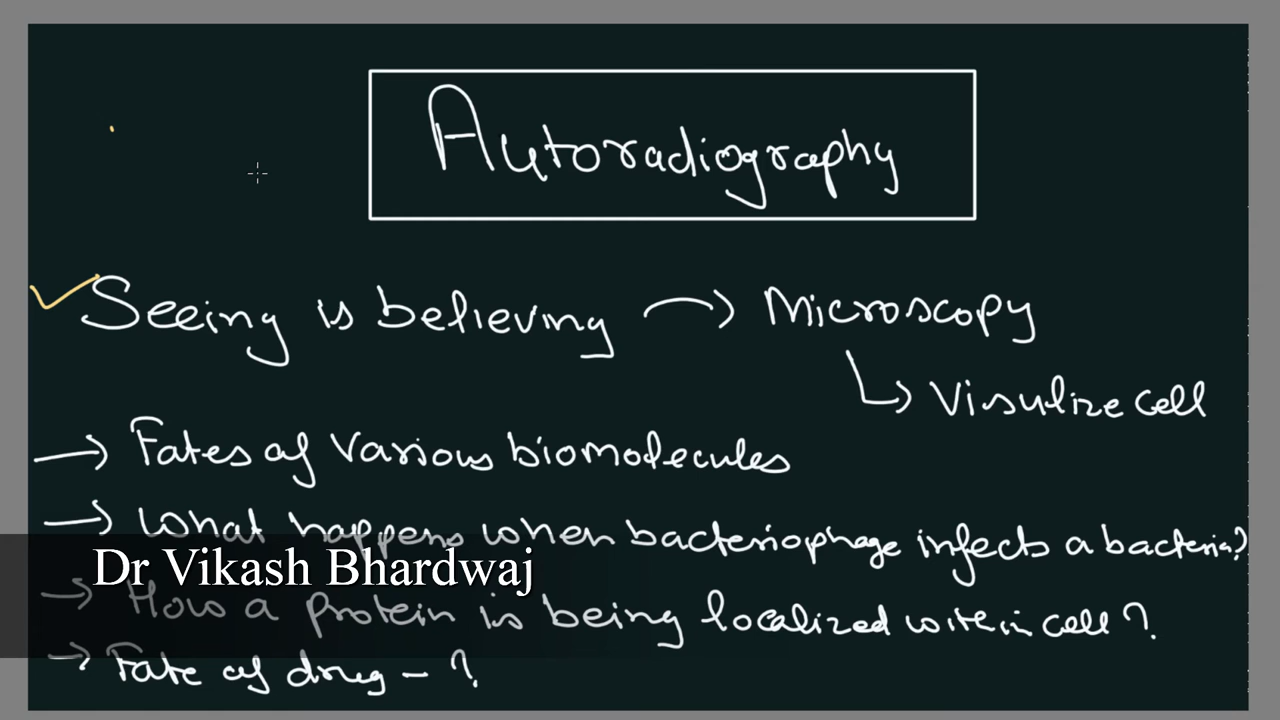 Autoradiography
Seeing is believing → Microscopy
↳ Visulize cell
→ Fates of various biomolecules
→ What happens when bacteriophage infects a bacteria?
Dr Vikash Bhardwaj
→ How a protein is being localized within cell?
→ Fate of drug - ?